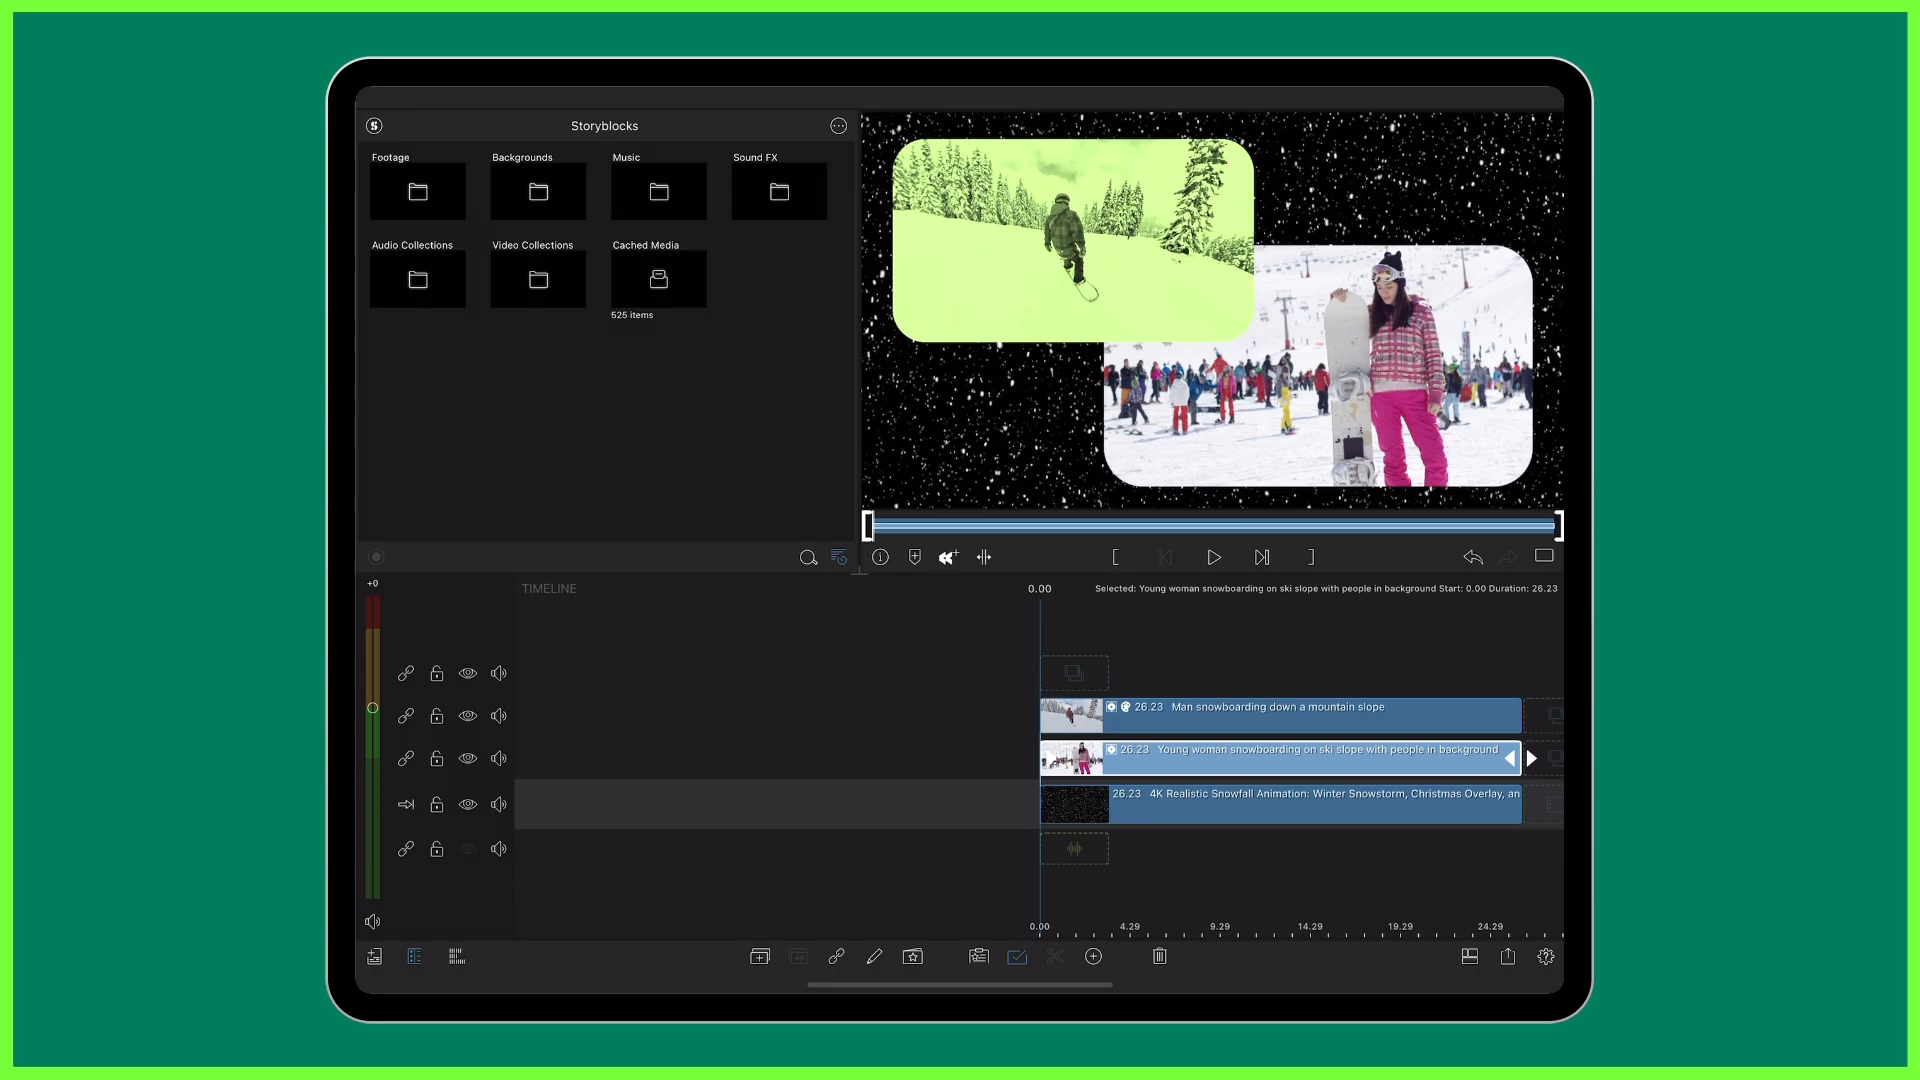 Storyblocks
Footage
Backgrounds
Music
Sound FX
Audio Collections
Video Collections
Cached Media
525 items
+0
TIMELINE
0.00
Selected: Young woman snowboarding on ski slope with people in background Start: 0.00 Duration: 26.23
26.23 Man snowboarding down a mountain slope
26.23 Young woman snowboarding on ski slope with people in background
26.23 4K Realistic Snowfall Animation: Winter Snowstorm, Christmas Overlay, an
0.00 4.29 9.29 14.29 19.29 24.29